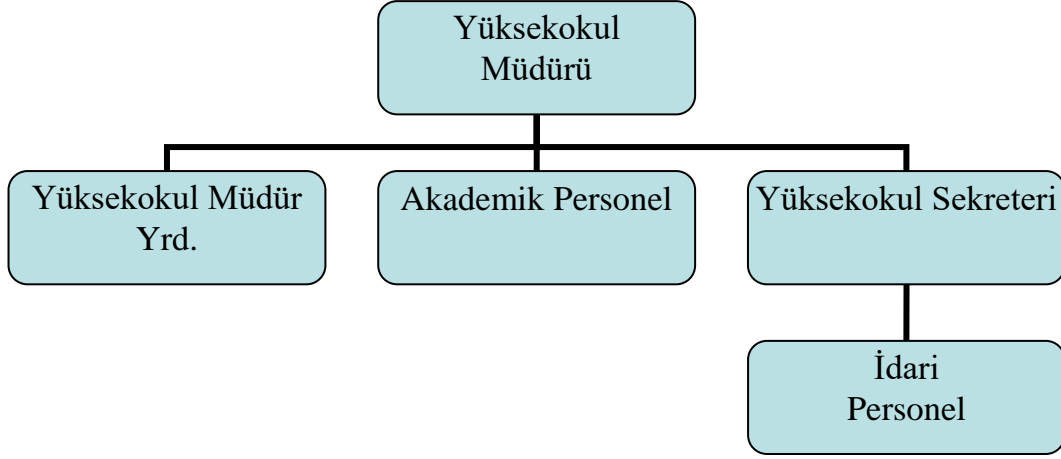 Yüksekokul
Müdürü
Yüksekokul Müdür
Yrd.
Akademik Personel
Yüksekokul Sekreteri
İdari
Personel